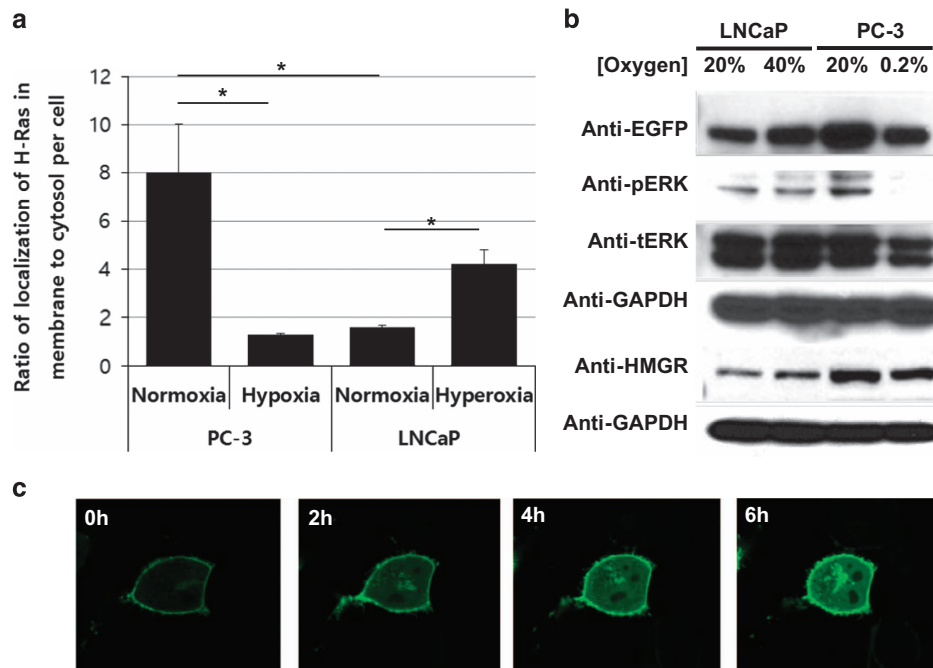 a
Ratio of localization of H-Ras in
membrane to cytosol per cell
12
10
8
6
4
2
0
*
*
*
Normoxia Hypoxia Normoxia Hyperoxia
PC-3 LNCaP
b
LNCaP PC-3
[Oxygen] 20% 40% 20% 0.2%
Anti-EGFP
Anti-pERK
Anti-tERK
Anti-GAPDH
Anti-HMGR
Anti-GAPDH
c
0h 2h 4h 6h